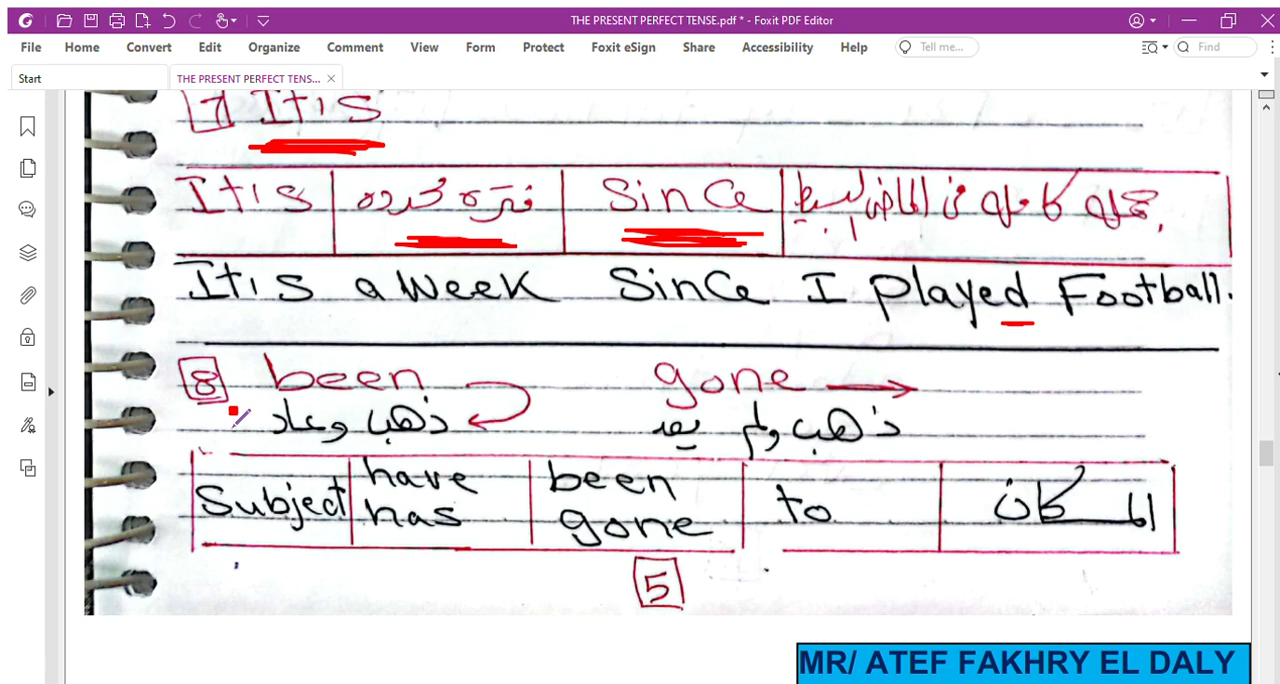 THE PRESENT PERFECT TENSE.pdf * - Foxit PDF Editor
File Home Convert Edit Organize Comment View Form Protect Foxit eSign Share Accessibility Help Tell me... Find
Start THE PRESENT PERFECT TENS...
7 It is
It is فترة محددة Since جملة كاملة فى الماضى البسيط
It is a week Since I played Football.
8 been gone
ذهب وعاد ذهب ولم يعد
Subject have has been gone to المكان
5
MR/ ATEF FAKHRY EL DALY